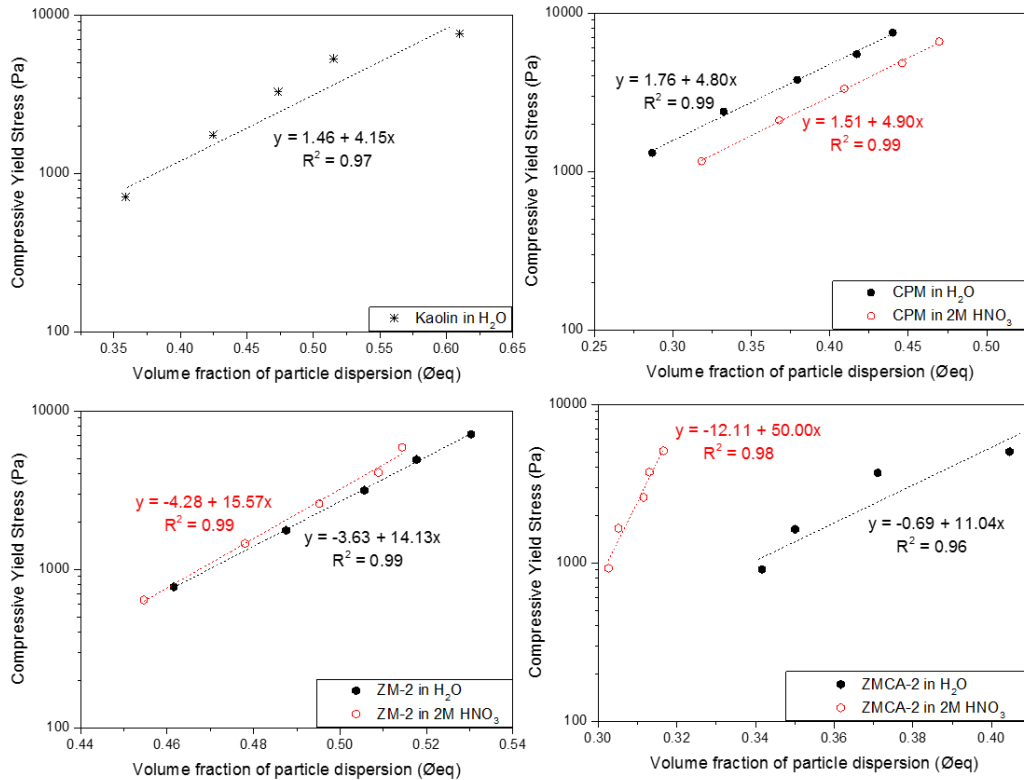 10000
1000
100
Compressive Yield Stress (Pa)
y = 1.46 + 4.15x
R² = 0.97
Kaolin in H₂O
0.35 0.40 0.45 0.50 0.55 0.60 0.65
Volume fraction of particle dispersion (Øeq)
10000
1000
100
Compressive Yield Stress (Pa)
y = 1.76 + 4.80x
R² = 0.99
y = 1.51 + 4.90x
R² = 0.99
CPM in H₂O
CPM in 2M HNO₃
0.25 0.30 0.35 0.40 0.45 0.50
Volume fraction of particle dispersion (Øeq)
10000
1000
100
Compressive Yield Stress (Pa)
y = -4.28 + 15.57x
R² = 0.99
y = -3.63 + 14.13x
R² = 0.99
ZM-2 in H₂O
ZM-2 in 2M HNO₃
0.44 0.46 0.48 0.50 0.52 0.54
Volume fraction of particle dispersion (Øeq)
10000
1000
100
Compressive Yield Stress (Pa)
y = -12.11 + 50.00x
R² = 0.98
y = -0.69 + 11.04x
R² = 0.96
ZMCA-2 in H₂O
ZMCA-2 in 2M HNO₃
0.30 0.32 0.34 0.36 0.38 0.40
Volume fraction of particle dispersion (Øeq)